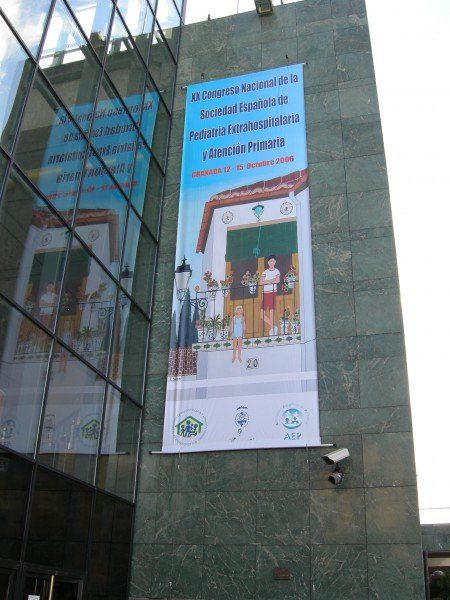 XX Congreso Nacional de la
Sociedad Española de
Pediatría Extrahospitalaria
y Atención Primaria
GRANADA 12 - 15 Octubre 2006
20
AEP